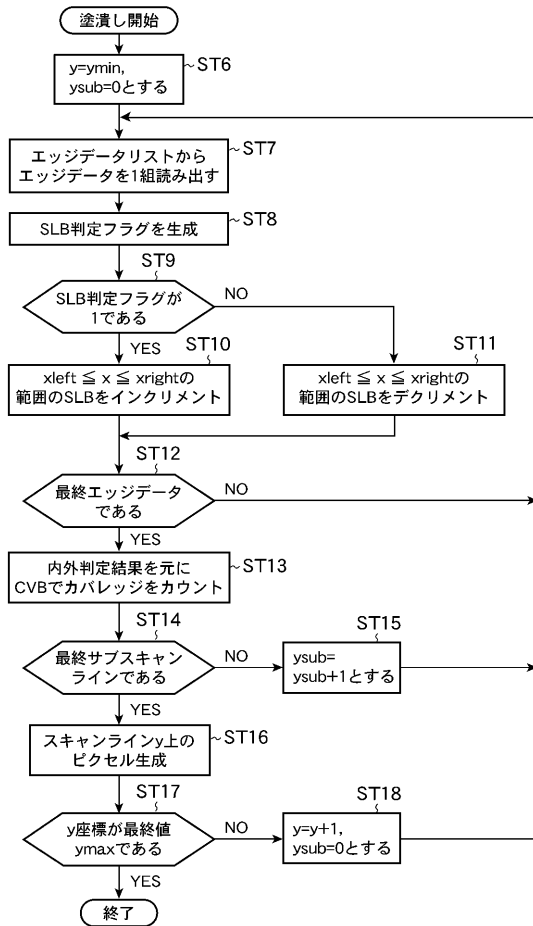 塗潰し開始
y=ymin,
ysub=0とする
ST6
エッジデータリストから
エッジデータを1組読み出す
ST7
SLB判定フラグを生成
ST8
ST9
SLB判定フラグが
1である
NO
YES
ST10
xleft ≦ x ≦ xrightの
範囲のSLBをインクリメント
ST11
xleft ≦ x ≦ xrightの
範囲のSLBをデクリメント
ST12
最終エッジデータ
である
NO
YES
内外判定結果を元に
CVBでカバレッジをカウント
ST13
ST14
最終サブスキャン
ラインである
NO
ST15
ysub=
ysub+1とする
YES
スキャンラインy上の
ピクセル生成
ST16
ST17
y座標が最終値
ymaxである
NO
ST18
y=y+1,
ysub=0とする
YES
終了